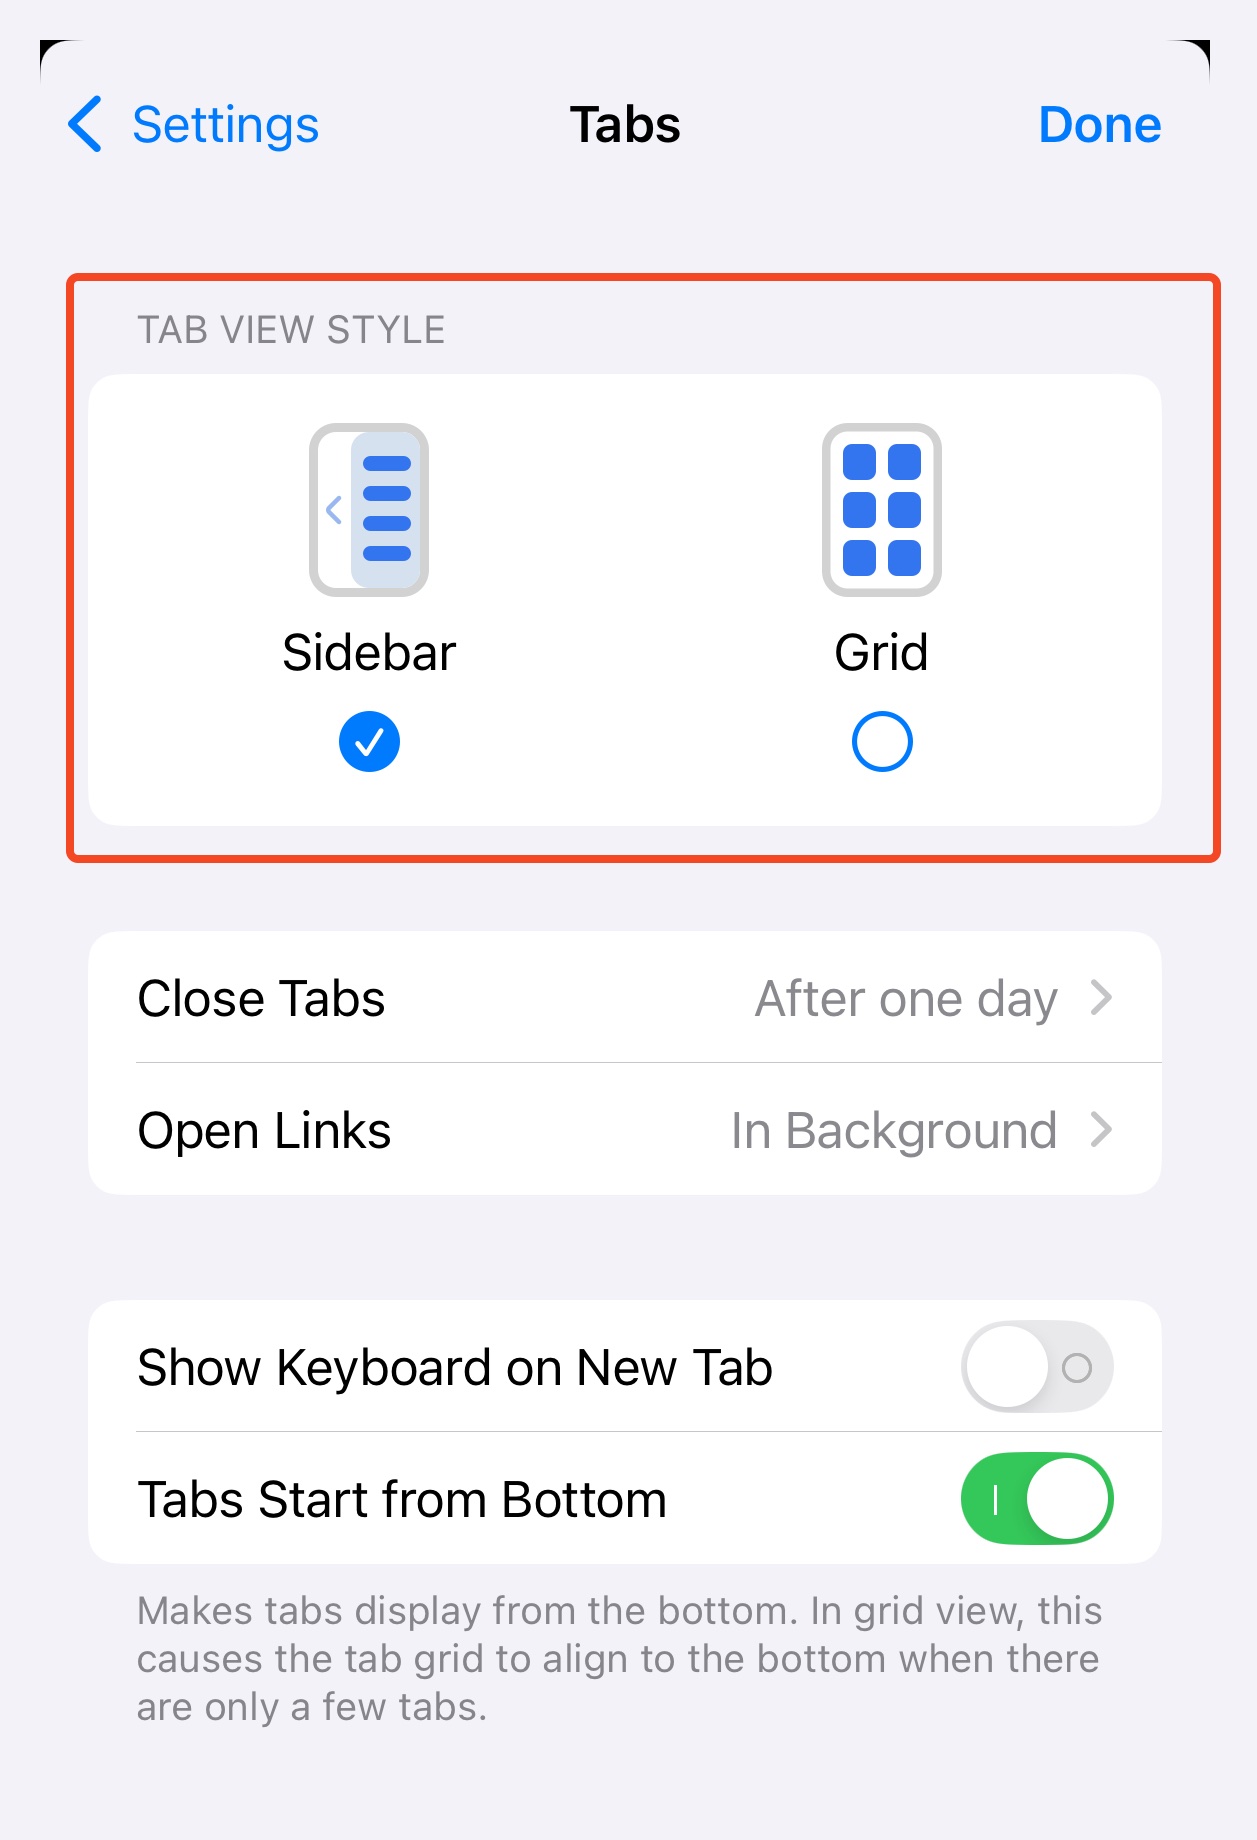 Settings
Tabs
Done
TAB VIEW STYLE
Sidebar
Grid
Close Tabs
After one day
Open Links
In Background
Show Keyboard on New Tab
Tabs Start from Bottom
Makes tabs display from the bottom. In grid view, this
causes the tab grid to align to the bottom when there
are only a few tabs.